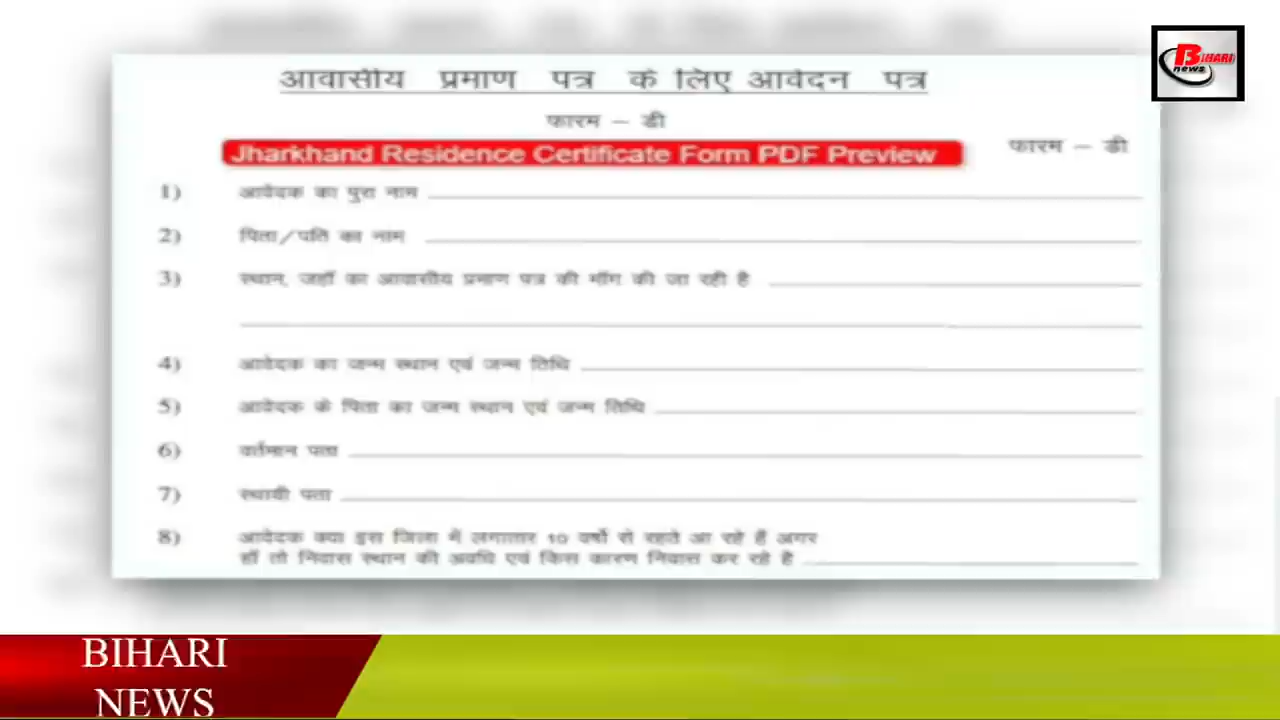 BIHARI
news
आवासीय प्रमाण पत्र के लिए आवेदन पत्र
फारम – डी
Jharkhand Residence Certificate Form PDF Preview
फारम – डी
1) आवेदक का पुरा नाम
2) पिता/पति का नाम
3) स्थान, जहाँ का आवासीय प्रमाण पत्र की माँग की जा रही है
4) आवेदक का जन्म स्थान एवं जन्म तिथि
5) आवेदक के पिता का जन्म स्थान एवं जन्म तिथि
6) वर्तमान पता
7) स्थायी पता
8) आवेदक क्या इस जिला में लगातार 10 वर्षो से रहते आ रहे हैं अगर
हाँ तो निवास स्थान की अवधि एवं किस कारण निवास कर रहे है
BIHARI
NEWS